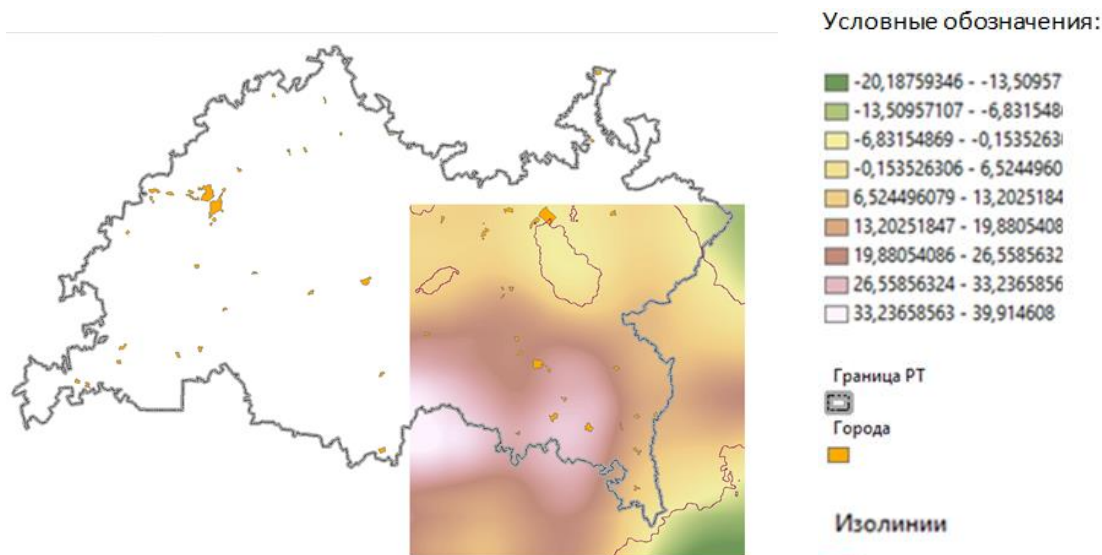 Условные обозначения:
-20,18759346 - -13,50957
-13,50957107 - -6,831548
-6,83154869 - -0,1535263
-0,153526306 - 6,5244960
6,524496079 - 13,2025184
13,20251847 - 19,8805408
19,88054086 - 26,5585632
26,55856324 - 33,2365856
33,23658563 - 39,914608
Граница РТ
Города
Изолинии